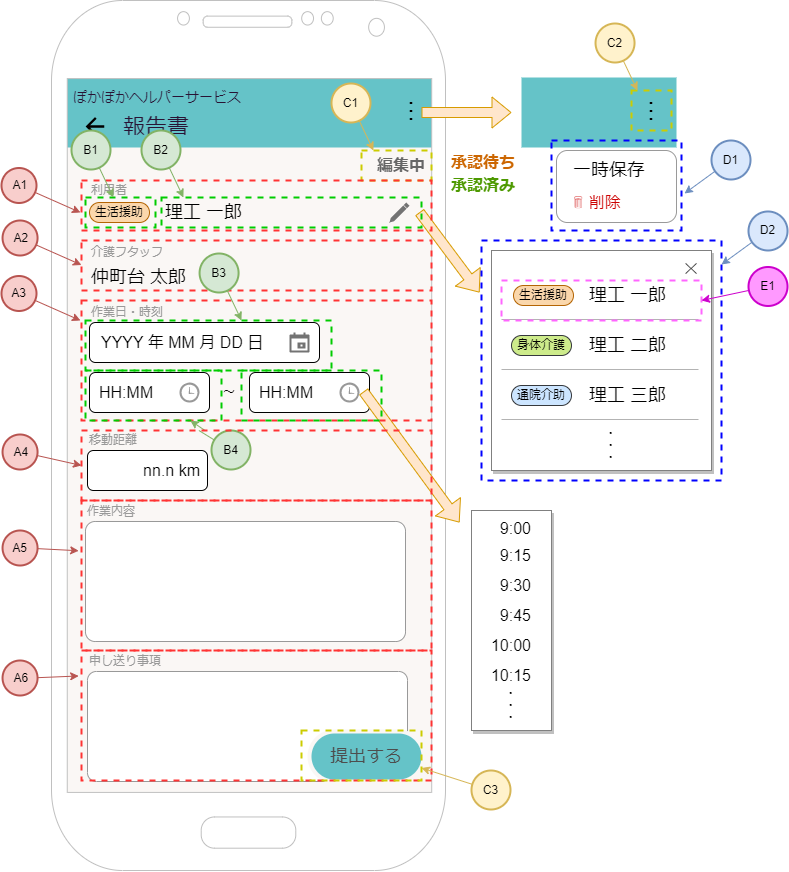 C2
ぽかぽかヘルパーサービス
報告書
C1
編集中
承認待ち
承認済み
一時保存
削除
D1
B1
B2
A1
利用者
生活援助
理工 一郎
D2
A2
介護フタッフ
仲町台 太郎
B3
E1
生活援助
理工 一郎
身体介護
理工 二郎
通院介助
理工 三郎
A3
作業日・時刻
YYYY 年 MM 月 DD 日
HH:MM
~
HH:MM
B4
A4
移動距離
nn.n km
A5
作業内容
9:00
9:15
9:30
9:45
10:00
10:15
A6
申し送り事項
提出する
C3